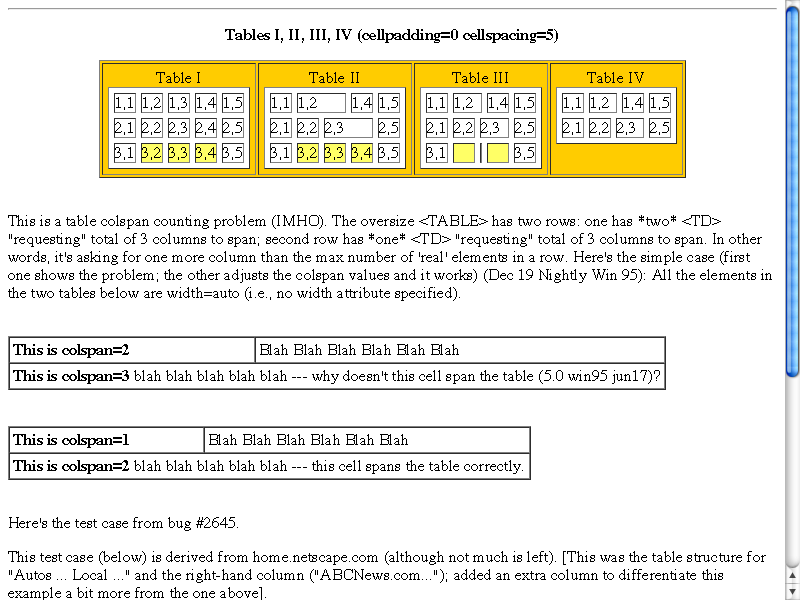 Tables I, II, III, IV (cellpadding=0 cellspacing=5)
Table I Table II Table III Table IV
1,1 1,2 1,3 1,4 1,5 1,1 1,2 1,4 1,5 1,1 1,2 1,4 1,5 1,1 1,2 1,4 1,5
2,1 2,2 2,3 2,4 2,5 2,1 2,2 2,3 2,5 2,1 2,2 2,3 2,5 2,1 2,2 2,3 2,5
3,1 3,2 3,3 3,4 3,5 3,1 3,2 3,3 3,4 3,5 3,1 3,5
This is a table colspan counting problem (IMHO). The oversize <TABLE> has two rows: one has *two* <TD>
"requesting" total of 3 columns to span; second row has *one* <TD> "requesting" total of 3 columns to span. In other
words, it's asking for one more column than the max number of 'real' elements in a row. Here's the simple case (first
one shows the problem; the other adjusts the colspan values and it works) (Dec 19 Nightly Win 95): All the elements in
the two tables below are width=auto (i.e., no width attribute specified).
This is colspan=2 Blah Blah Blah Blah Blah Blah
This is colspan=3 blah blah blah blah blah --- why doesn't this cell span the table (5.0 win95 jun17)?
This is colspan=1 Blah Blah Blah Blah Blah Blah
This is colspan=2 blah blah blah blah blah --- this cell spans the table correctly.
Here's the test case from bug #2645.
This test case (below) is derived from home.netscape.com (although not much is left). [This was the table structure for
"Autos ... Local ..." and the right-hand column ("ABCNews.com..."); added an extra column to differentiate this
example a bit more from the one above].